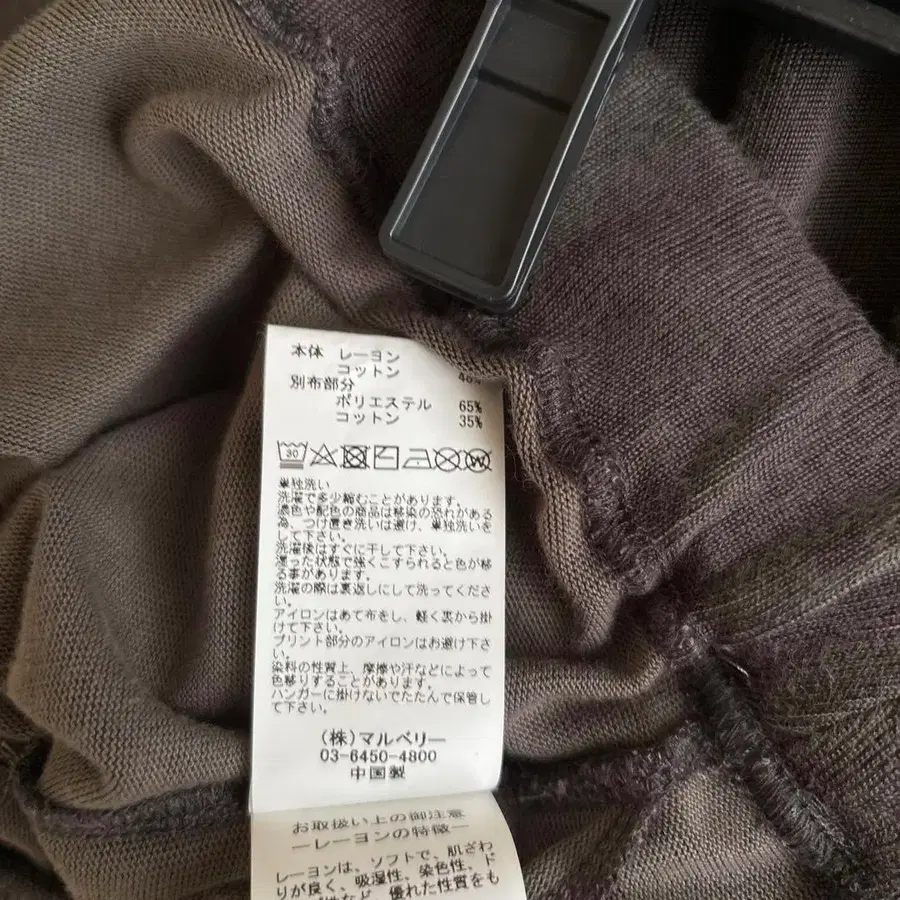 本体 レーヨン
コットン
別布部分
ポリエステル 65%
コットン 35%
30
単独洗い
洗濯で多少縮むことがあります。
濃色や配色の商品は移染の恐れがある
為、つけ置き洗いは避け、単独洗いを
して下さい。
洗濯後はすぐに干して下さい。
湿った状態で強くこすられると色が移
る事があります。
洗濯の際は裏返しにして洗ってくださ
い。
アイロンはあて布をし、軽く裏から掛
けて下さい。
プリント部分のアイロンはお避け下さ
い。
染料の性質上、摩擦や汗などによって
色移りすることがあります。
ハンガーに掛けないでたたんで保管し
て下さい。
(株)マルベリー
03-6450-4800
中国製
お取扱い上の御注意
―レーヨンの特徴―
レーヨンは、ソフトで、肌ざわ
りが良く、吸湿性、染色性、ド
など、優れた性質をも